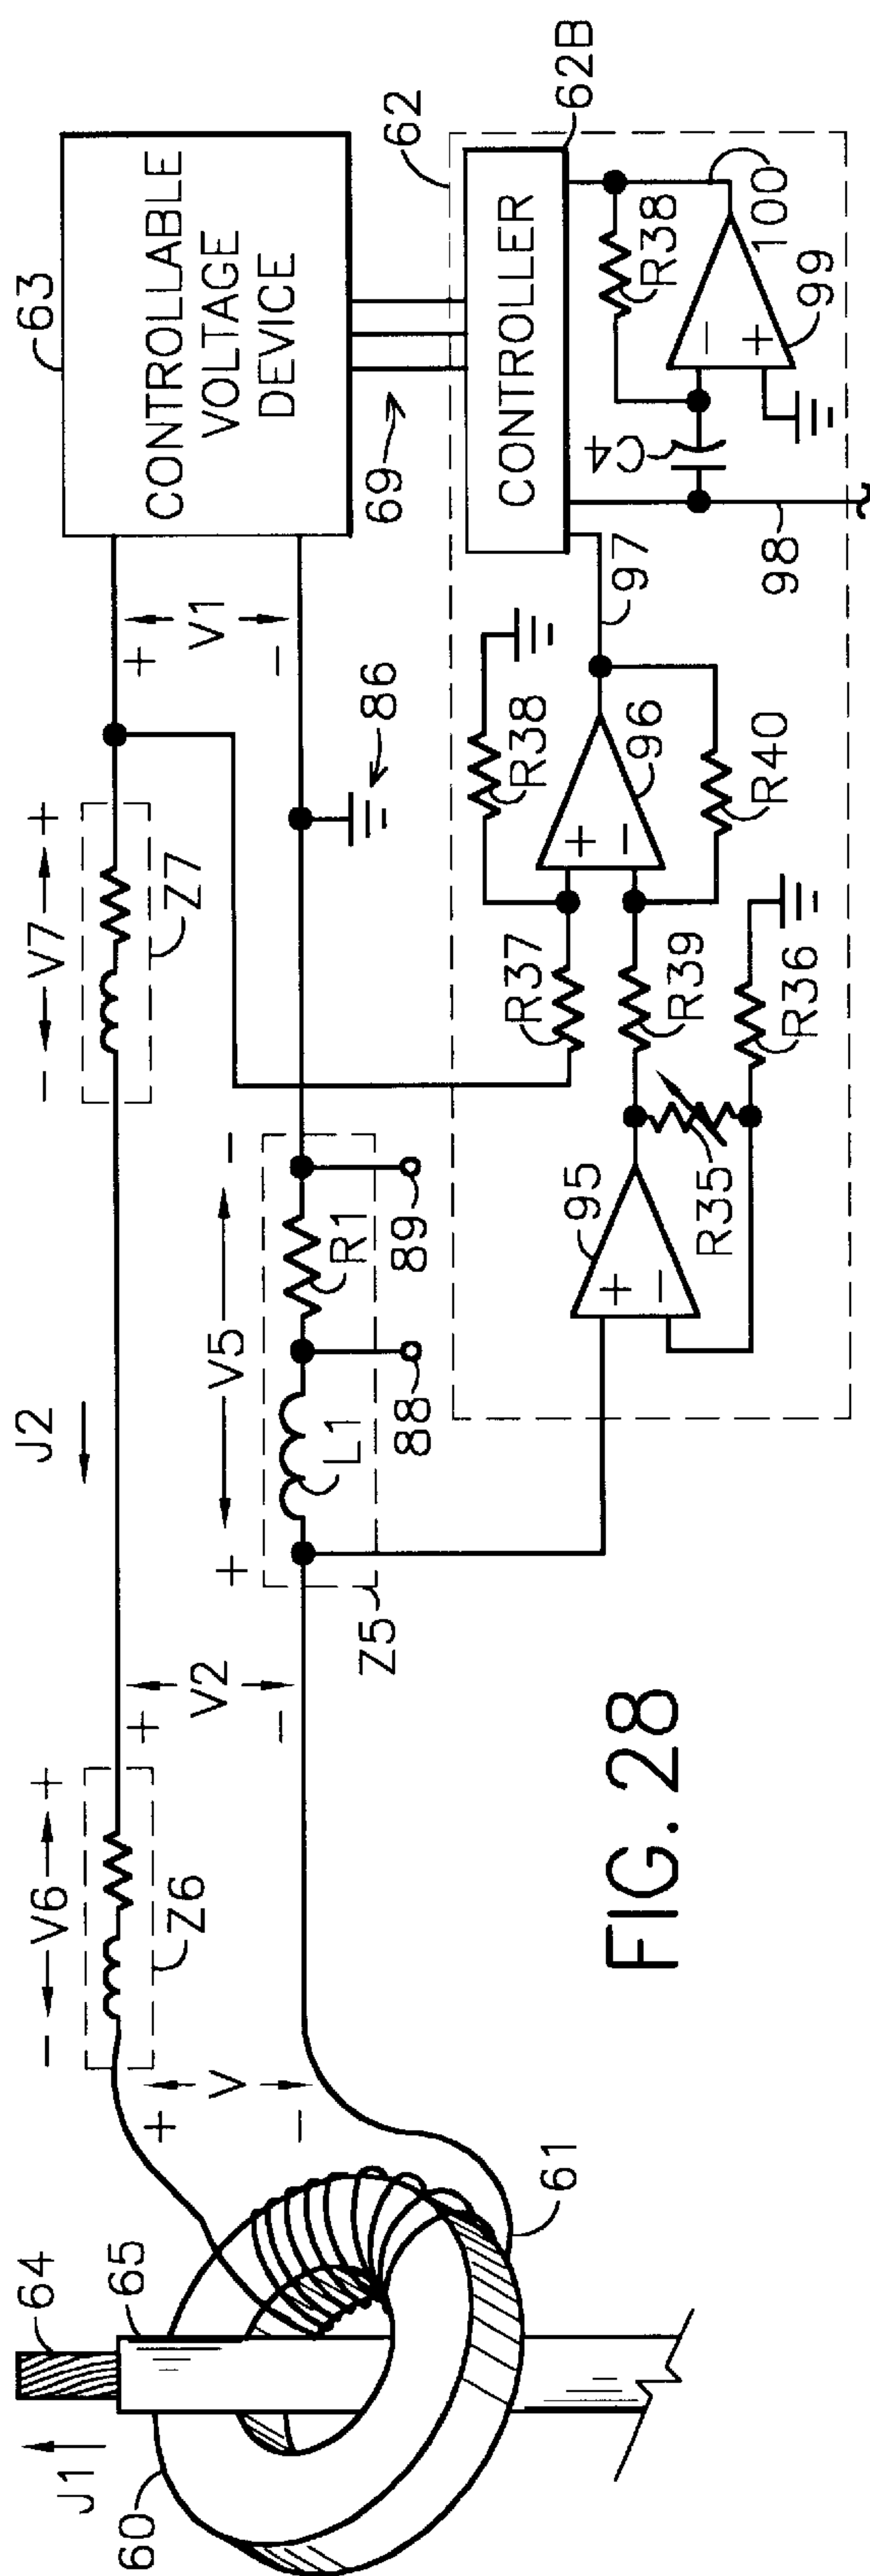 63
CONTROLLABLE
VOLTAGE
DEVICE
V7
- +
Z7
+
V1
-
86
J2
V5
+ -
L1
R1
88
89
Z5
V6
- +
Z6
+
V2
-
+
V
-
J1
64
65
60
61
69
62
62B
CONTROLLER
R38
100
99
-
+
C4
98
97
R38
96
+
-
R40
R37
R39
R36
R35
95
+
-
FIG. 28